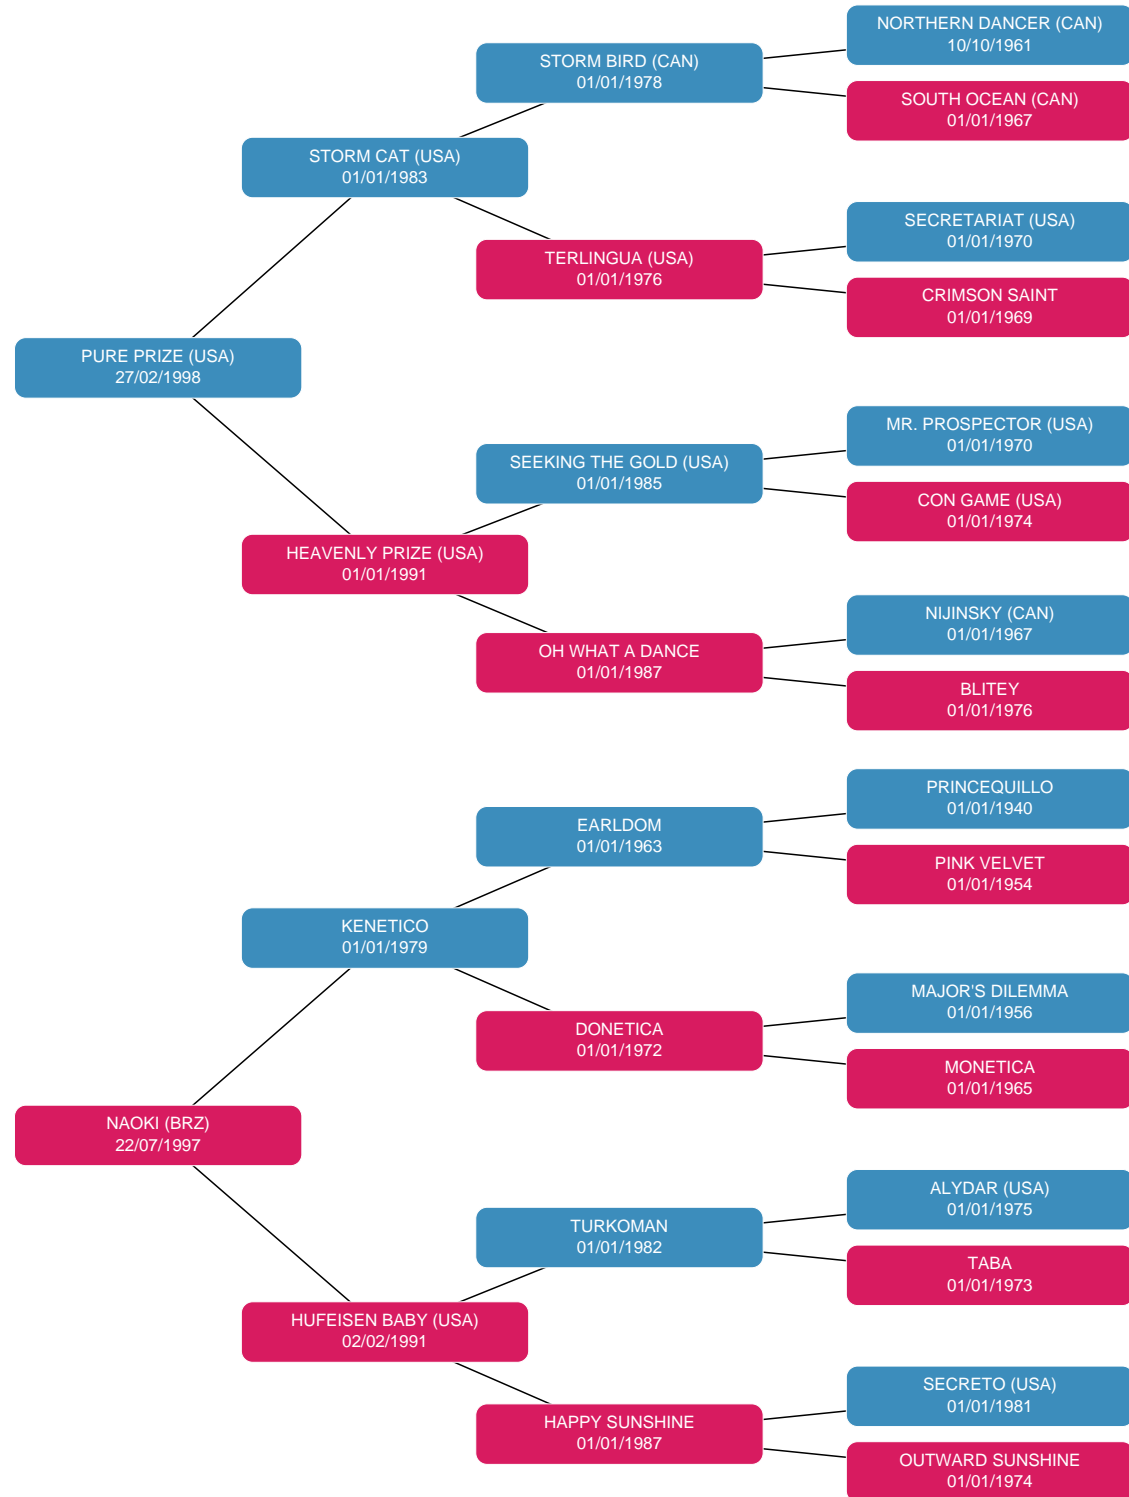 NORTHERN DANCER (CAN)
10/10/1961
STORM BIRD (CAN)
01/01/1978
SOUTH OCEAN (CAN)
01/01/1967
STORM CAT (USA)
01/01/1983
SECRETARIAT (USA)
01/01/1970
TERLINGUA (USA)
01/01/1976
CRIMSON SAINT
01/01/1969
PURE PRIZE (USA)
27/02/1998
MR. PROSPECTOR (USA)
01/01/1970
SEEKING THE GOLD (USA)
01/01/1985
CON GAME (USA)
01/01/1974
HEAVENLY PRIZE (USA)
01/01/1991
NIJINSKY (CAN)
01/01/1967
OH WHAT A DANCE
01/01/1987
BLITEY
01/01/1976
PRINCEQUILLO
01/01/1940
EARLDOM
01/01/1963
PINK VELVET
01/01/1954
KENETICO
01/01/1979
MAJOR'S DILEMMA
01/01/1956
DONETICA
01/01/1972
MONETICA
01/01/1965
NAOKI (BRZ)
22/07/1997
ALYDAR (USA)
01/01/1975
TURKOMAN
01/01/1982
TABA
01/01/1973
HUFEISEN BABY (USA)
02/02/1991
SECRETO (USA)
01/01/1981
HAPPY SUNSHINE
01/01/1987
OUTWARD SUNSHINE
01/01/1974